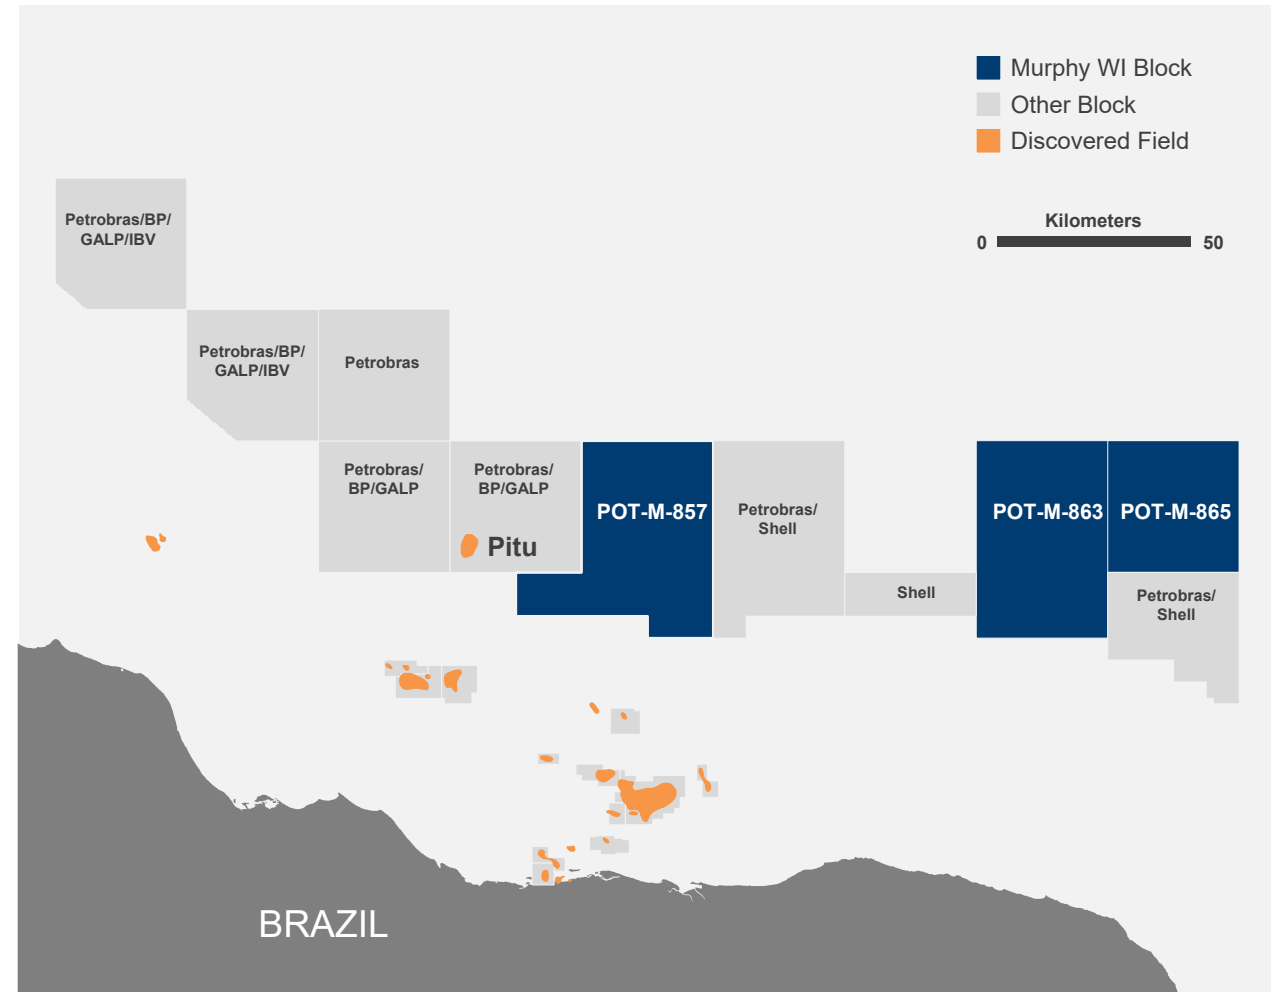 Murphy WI Block
Other Block
Discovered Field
Kilometers
0 50
Petrobras/BP/
GALP/IBV
Petrobras/BP/
GALP/IBV
Petrobras
Petrobras/
BP/GALP
Petrobras/
BP/GALP
Pitu
POT-M-857
Petrobras/
Shell
Shell
POT-M-863
POT-M-865
Petrobras/
Shell
BRAZIL